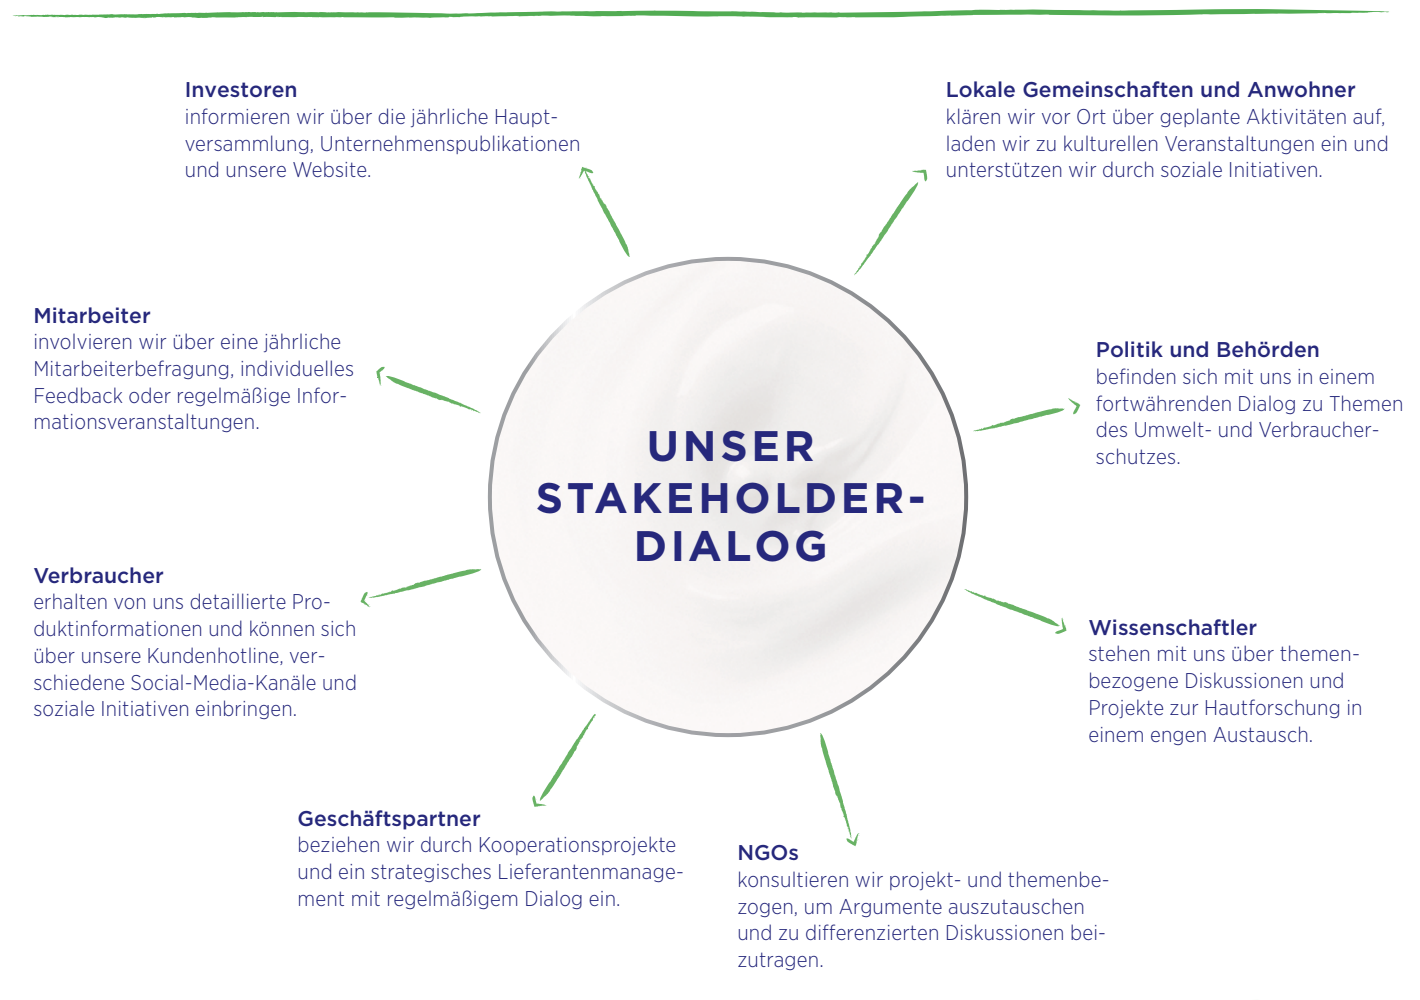 Investoren
informieren wir über die jährliche Haupt-
versammlung, Unternehmenspublikationen
und unsere Website.
Lokale Gemeinschaften und Anwohner
klären wir vor Ort über geplante Aktivitäten auf,
laden wir zu kulturellen Veranstaltungen ein und
unterstützen wir durch soziale Initiativen.
Mitarbeiter
involvieren wir über eine jährliche
Mitarbeiterbefragung, individuelles
Feedback oder regelmäßige Infor-
mationsveranstaltungen.
Politik und Behörden
befinden sich mit uns in einem
fortwährenden Dialog zu Themen
des Umwelt- und Verbraucher-
schutzes.
UNSER
STAKEHOLDER-
DIALOG
Verbraucher
erhalten von uns detaillierte Pro-
duktinformationen und können sich
über unsere Kundenhotline, ver-
schiedene Social-Media-Kanäle und
soziale Initiativen einbringen.
Wissenschaftler
stehen mit uns über themen-
bezogene Diskussionen und
Projekte zur Hautforschung in
einem engen Austausch.
Geschäftspartner
beziehen wir durch Kooperationsprojekte
und ein strategisches Lieferantenmanage-
ment mit regelmäßigem Dialog ein.
NGOs
konsultieren wir projekt- und themenbe-
zogen, um Argumente auszutauschen
und zu differenzierten Diskussionen bei-
zutragen.